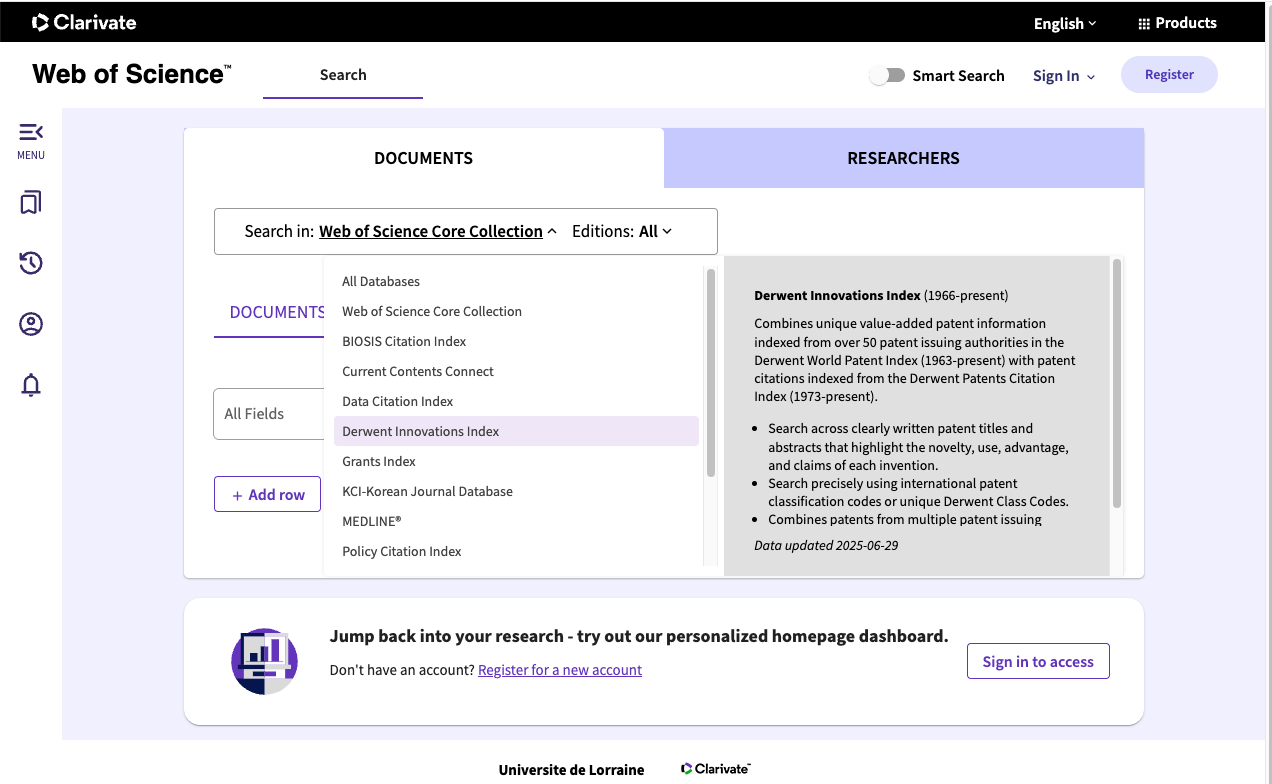 Clarivate
English
Products
Web of Science™
Search
Smart Search
Sign In
Register
MENU
DOCUMENTS
RESEARCHERS
Search in: Web of Science Core Collection
Editions: All
DOCUMENTS
All Fields
+ Add row
All Databases
Web of Science Core Collection
BIOSIS Citation Index
Current Contents Connect
Data Citation Index
Derwent Innovations Index
Grants Index
KCI-Korean Journal Database
MEDLINE®
Policy Citation Index
Derwent Innovations Index (1966-present)
Combines unique value-added patent information
indexed from over 50 patent issuing authorities in the
Derwent World Patent Index (1963-present) with patent
citations indexed from the Derwent Patents Citation
Index (1973-present).
• Search across clearly written patent titles and
abstracts that highlight the novelty, use, advantage,
and claims of each invention.
• Search precisely using international patent
classification codes or unique Derwent Class Codes.
• Combines patents from multiple patent issuing
Data updated 2025-06-29
Jump back into your research - try out our personalized homepage dashboard.
Don't have an account? Register for a new account
Sign in to access
Universite de Lorraine
Clarivate™